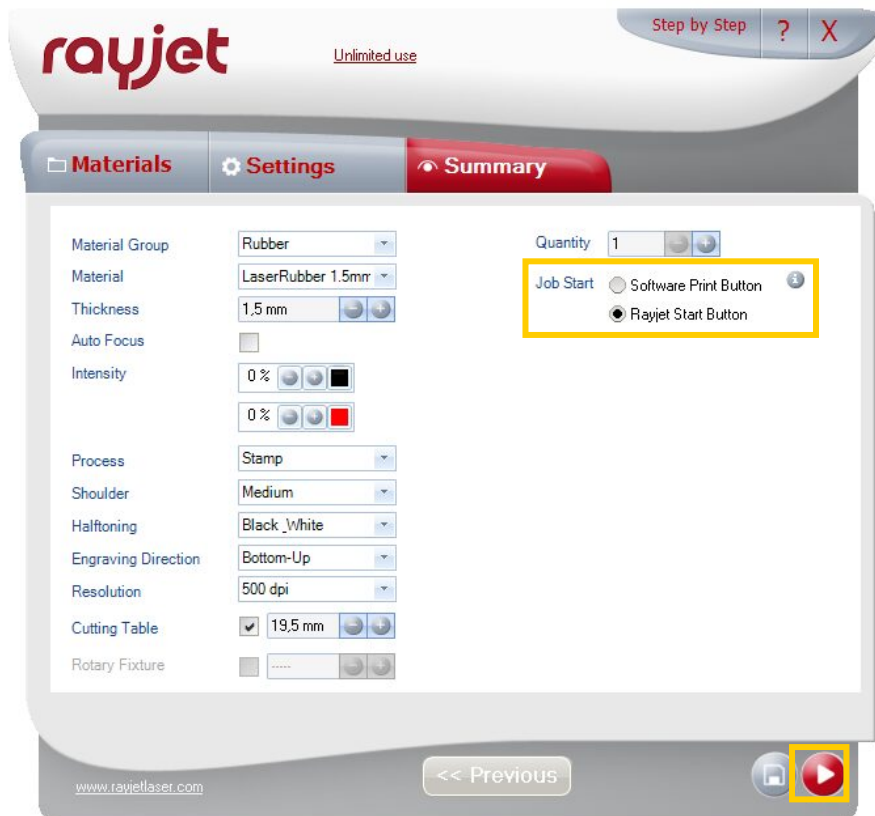 rayjet
Unlimited use
Step by Step ? X
Materials
Settings
Summary
Material Group Rubber
Material LaserRubber 1.5mm
Thickness 1,5 mm - +
Auto Focus
Intensity 0 % - +
0 % - +
Process Stamp
Shoulder Medium
Halftoning Black_White
Engraving Direction Bottom-Up
Resolution 500 dpi
Cutting Table 19,5 mm - +
Rotary Fixture ----- - +
Quantity 1 - +
Job Start Software Print Button i
Rayjet Start Button
www.rayjetlaser.com
<< Previous